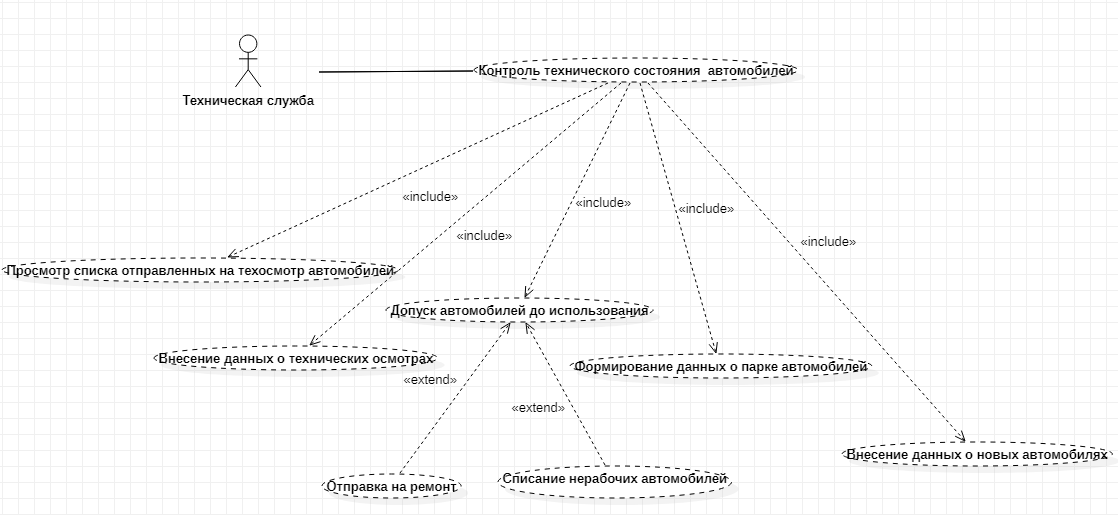 Контроль технического состояния  автомобилей
Техническая служба
«include»
«include»
«include»
«include»
«include»
Просмотр списка отправленных на техосмотр автомобилей
Допуск автомобилей до использования
Внесение данных о технических осмотрах
Формирование данных о парке автомобилей
«extend»
«extend»
Внесение данных о новых автомобилях
Списание нерабочих автомобилей
Отправка на ремонт